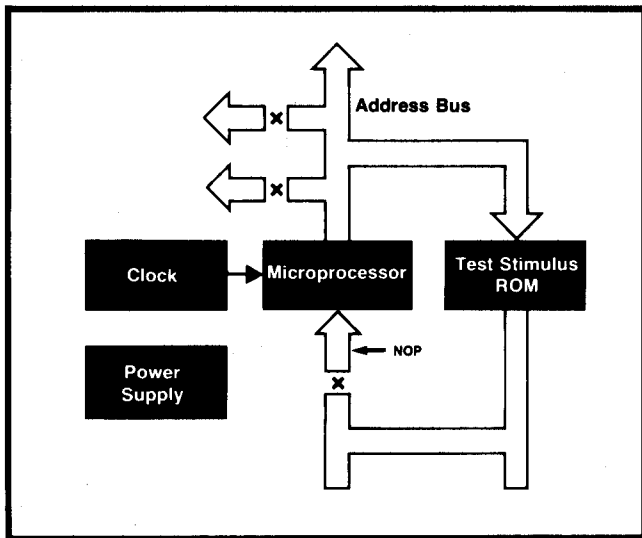 Address Bus
Clock
Microprocessor
Test Stimulus
ROM
NOP
Power
Supply